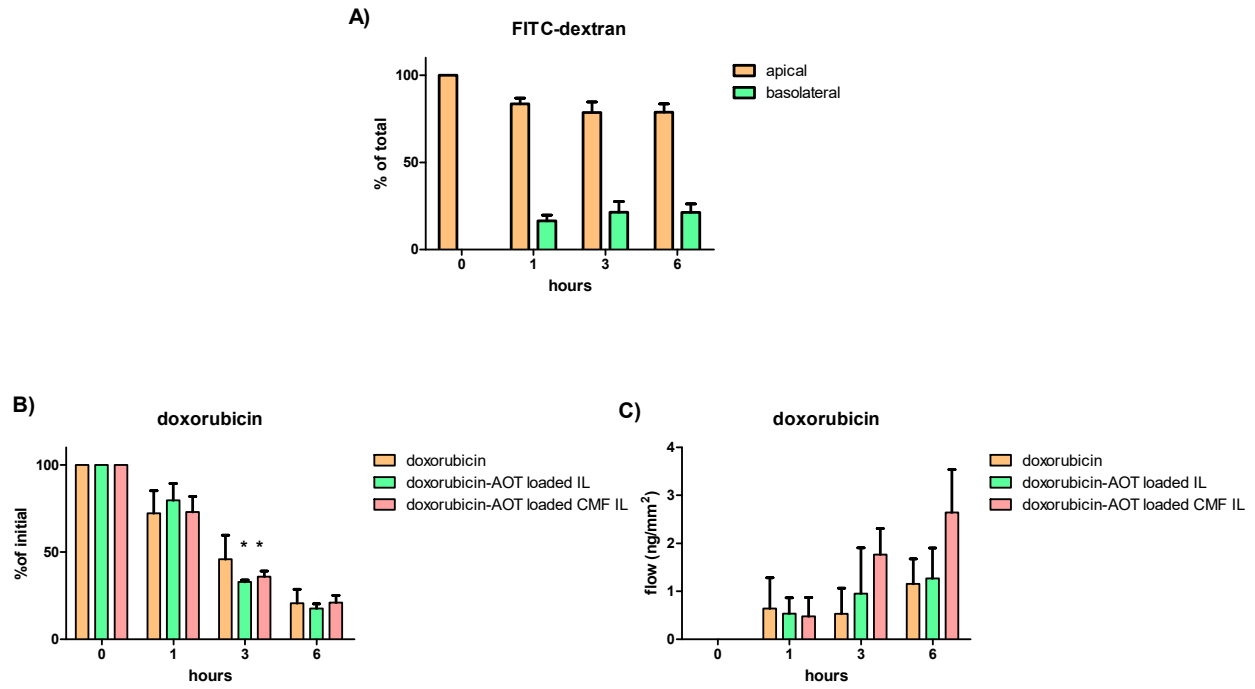 A)
FITC-dextran
apical
basolateral
100
50
0
% of total
0 1 3 6
hours
B)
doxorubicin
doxorubicin
doxorubicin-AOT loaded IL
doxorubicin-AOT loaded CMF IL
100
50
0
%of initial
* *
0 1 3 6
hours
C)
doxorubicin
doxorubicin
doxorubicin-AOT loaded IL
doxorubicin-AOT loaded CMF IL
4
3
2
1
0
flow (ng/mm²)
0 1 3 6
hours